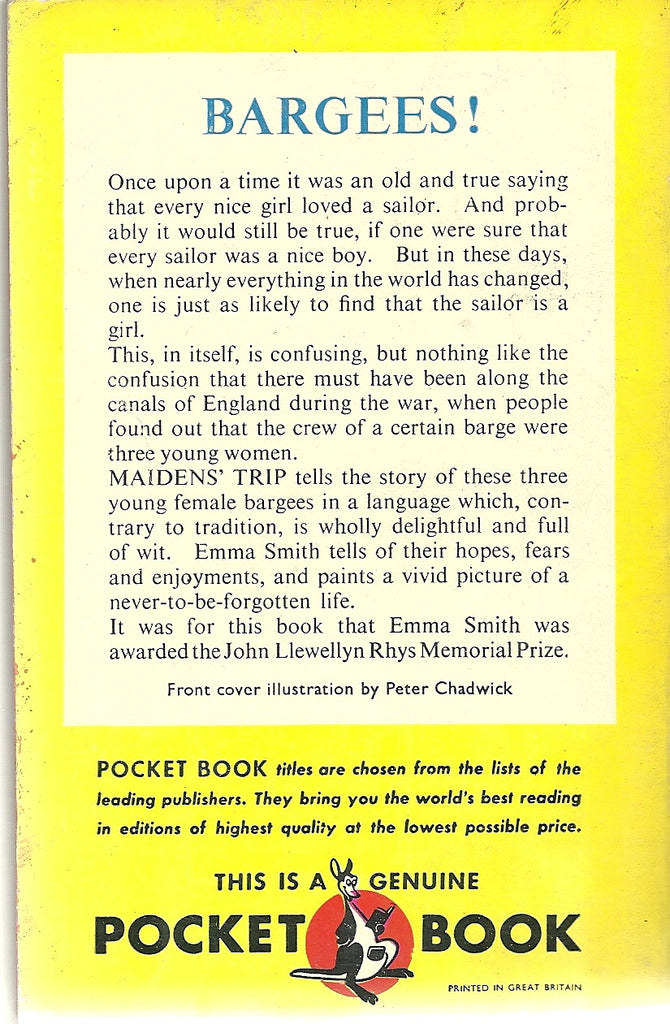 BARGEES!
Once upon a time it was an old and true saying
that every nice girl loved a sailor. And prob-
ably it would still be true, if one were sure that
every sailor was a nice boy. But in these days,
when nearly everything in the world has changed,
one is just as likely to find that the sailor is a
girl.
This, in itself, is confusing, but nothing like the
confusion that there must have been along the
canals of England during the war, when people
found out that the crew of a certain barge were
three young women.
MAIDENS' TRIP tells the story of these three
young female bargees in a language which, con-
trary to tradition, is wholly delightful and full
of wit. Emma Smith tells of their hopes, fears
and enjoyments, and paints a vivid picture of a
never-to-be-forgotten life.
It was for this book that Emma Smith was
awarded the John Llewellyn Rhys Memorial Prize.
Front cover illustration by Peter Chadwick
POCKET BOOK titles are chosen from the lists of the
leading publishers. They bring you the world's best reading
in editions of highest quality at the lowest possible price.
THIS IS A GENUINE
POCKET BOOK
PRINTED IN GREAT BRITAIN